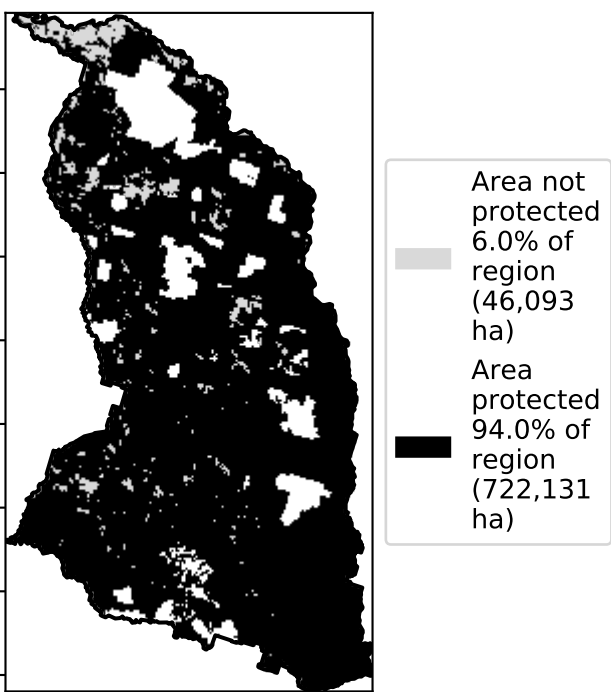 Area not
protected
6.0% of
region
(46,093
ha)
Area
protected
94.0% of
region
(722,131
ha)